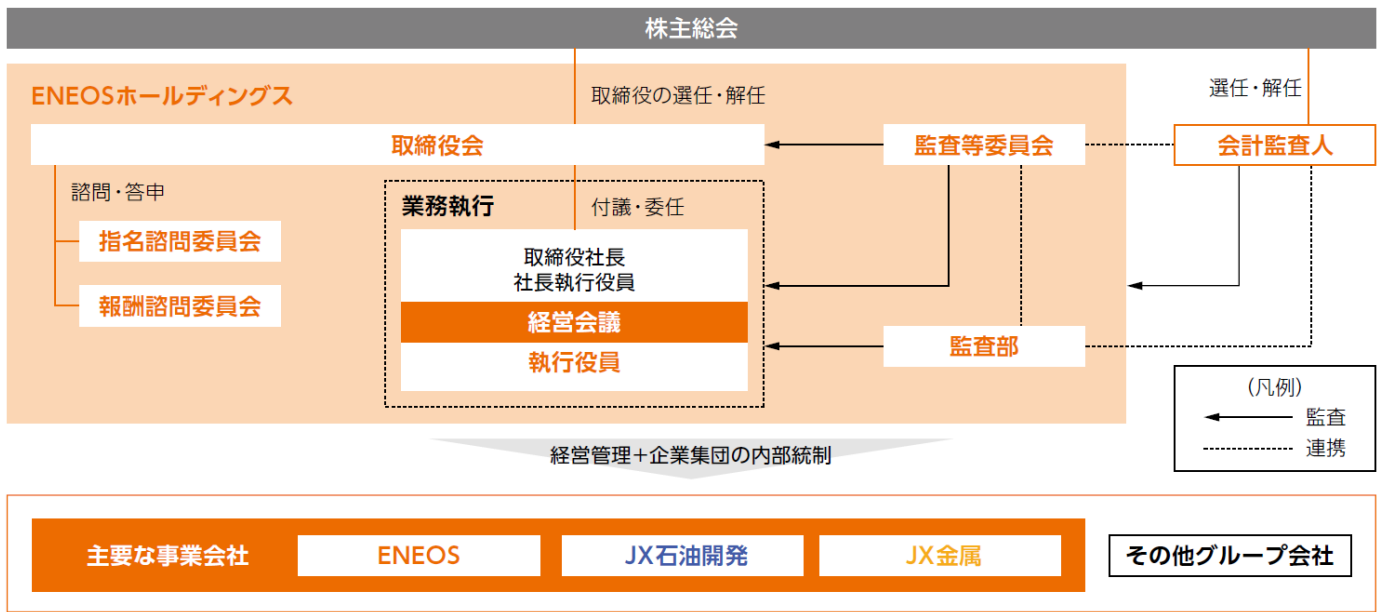 株主総会
ENEOSホールディングス
取締役の選任・解任
選任・解任
取締役会
監査等委員会
会計監査人
諮問・答申
業務執行
付議・委任
指名諮問委員会
取締役社長
社長執行役員
報酬諮問委員会
経営会議
執行役員
監査部
(凡例)
監査
連携
経営管理+企業集団の内部統制
主要な事業会社
ENEOS
JX石油開発
JX金属
その他グループ会社